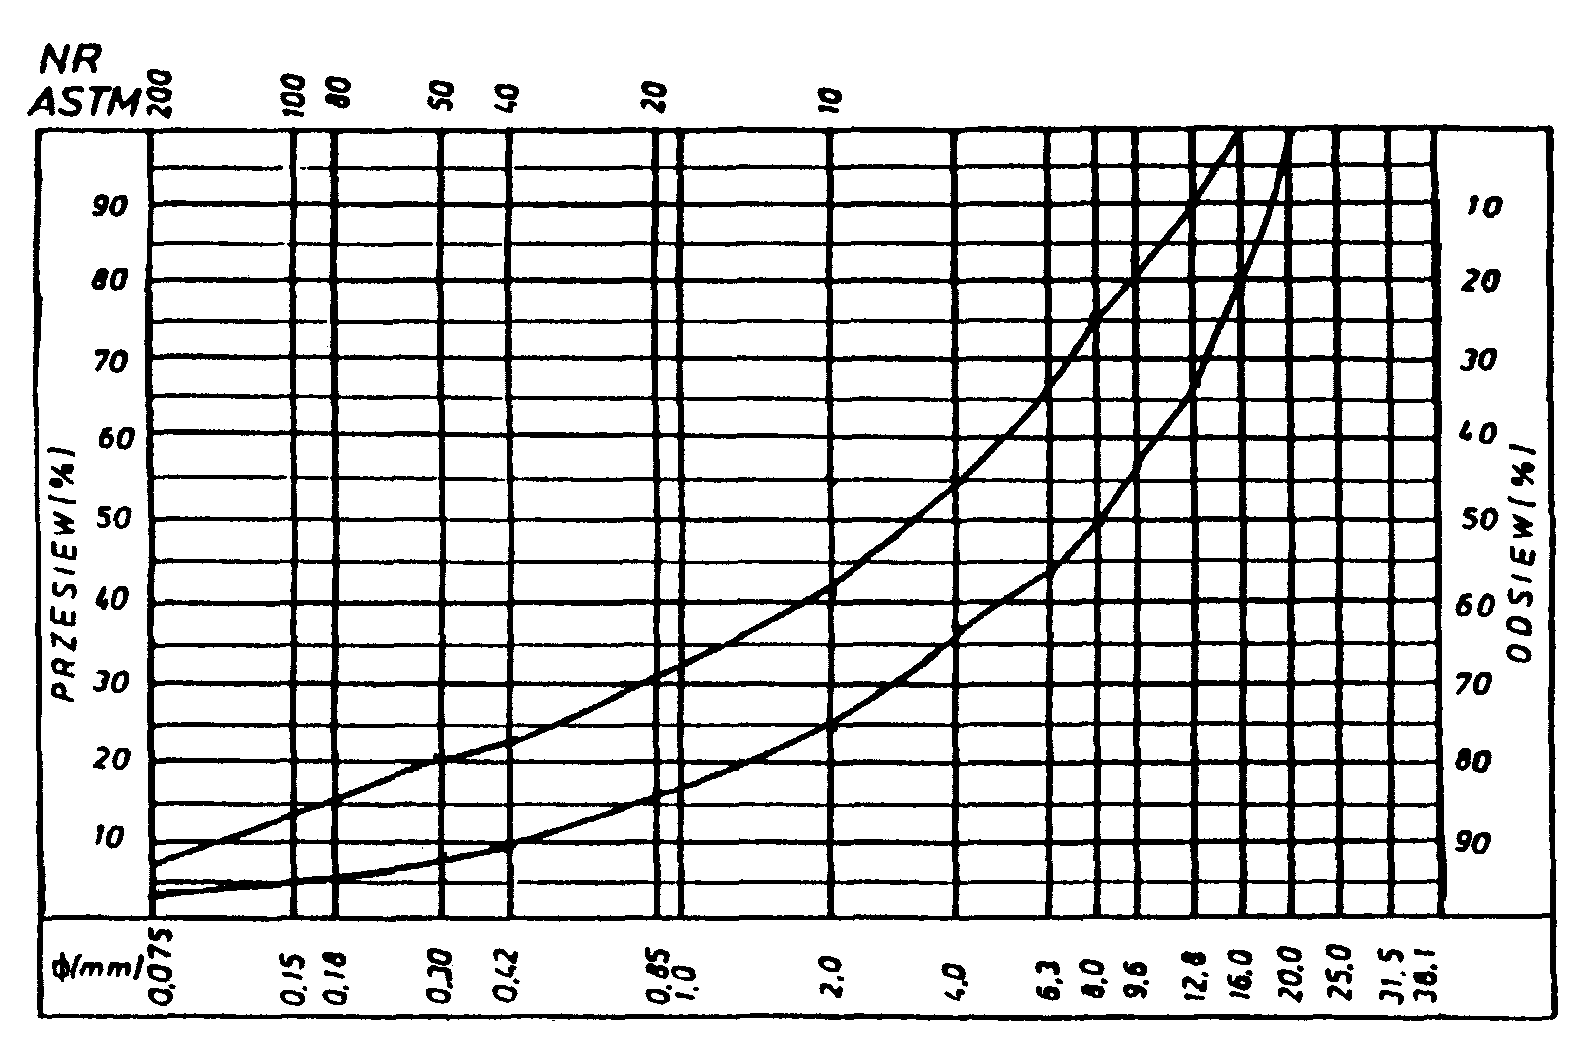 NR
ASTM 200 100 80 50 40 20 10
90 10
80 20
70 30
60 40
50 50
40 60
30 70
20 80
10 90
PRZESIEW (%)
ODSIEW (%)
ϕ/mm/ 0,075 0,15 0,18 0,30 0,42 0,85 1,0 2,0 4,0 6,3 8,0 9,6 12,8 16,0 20,0 25,0 31,5 38,1